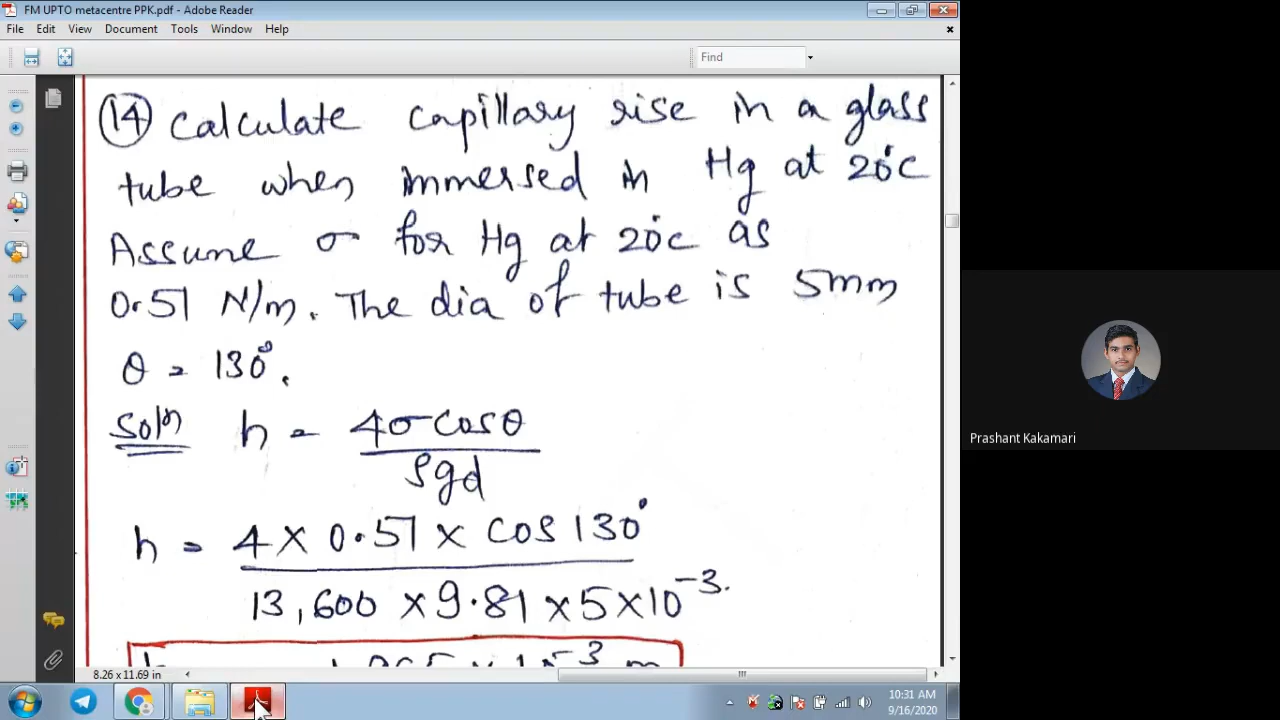 FM UPTO metacentre PPK.pdf - Adobe Reader
File Edit View Document Tools Window Help
Find
(14) Calculate capillary rise in a glass
tube when immersed in Hg at 20°C
Assume σ for Hg at 20°C as
0.51 N/m. The dia of tube is 5mm
θ = 130°.
Soln h = 4σcosθ / ρgd
h = 4 × 0.51 × cos 130° / 13,600 × 9.81 × 5 × 10⁻³.
Prashant Kakamari
8.26 x 11.69 in
10:31 AM
9/16/2020